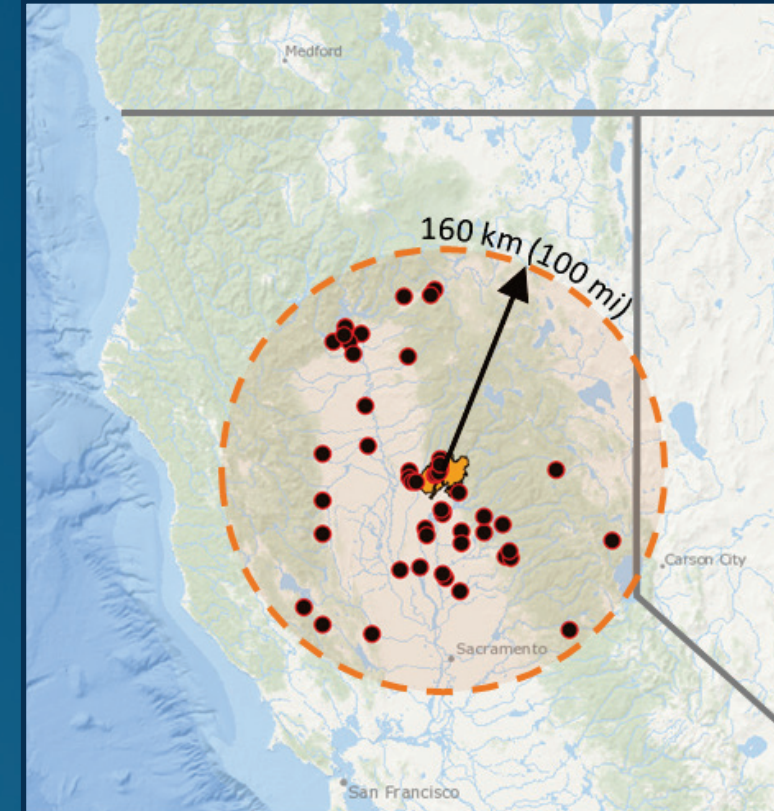 Medford
160 km (100 mi)
Carson City
Sacramento
San Francisco